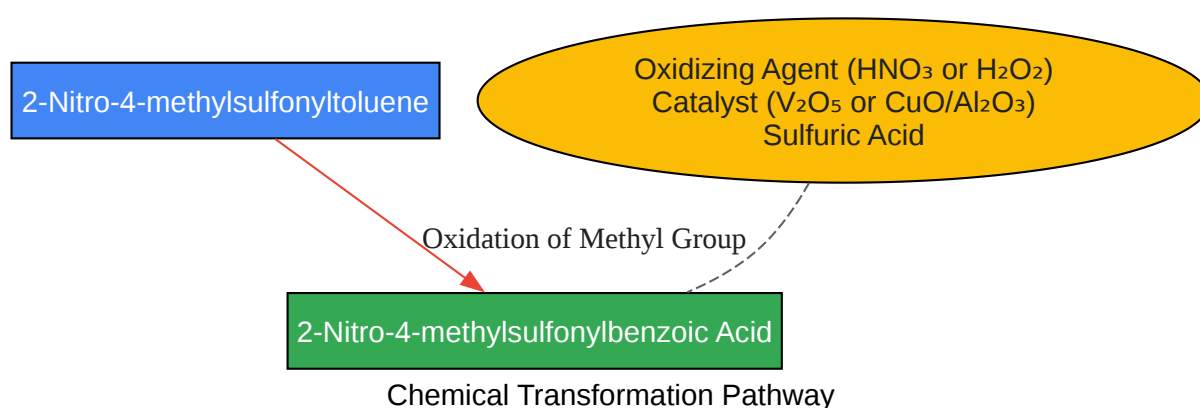 2-Nitro-4-methylsulfonyltoluene
Oxidizing Agent (HNO₃ or H₂O₂)
Catalyst (V₂O₅ or CuO/Al₂O₃)
Sulfuric Acid
Oxidation of Methyl Group
2-Nitro-4-methylsulfonylbenzoic Acid
Chemical Transformation Pathway